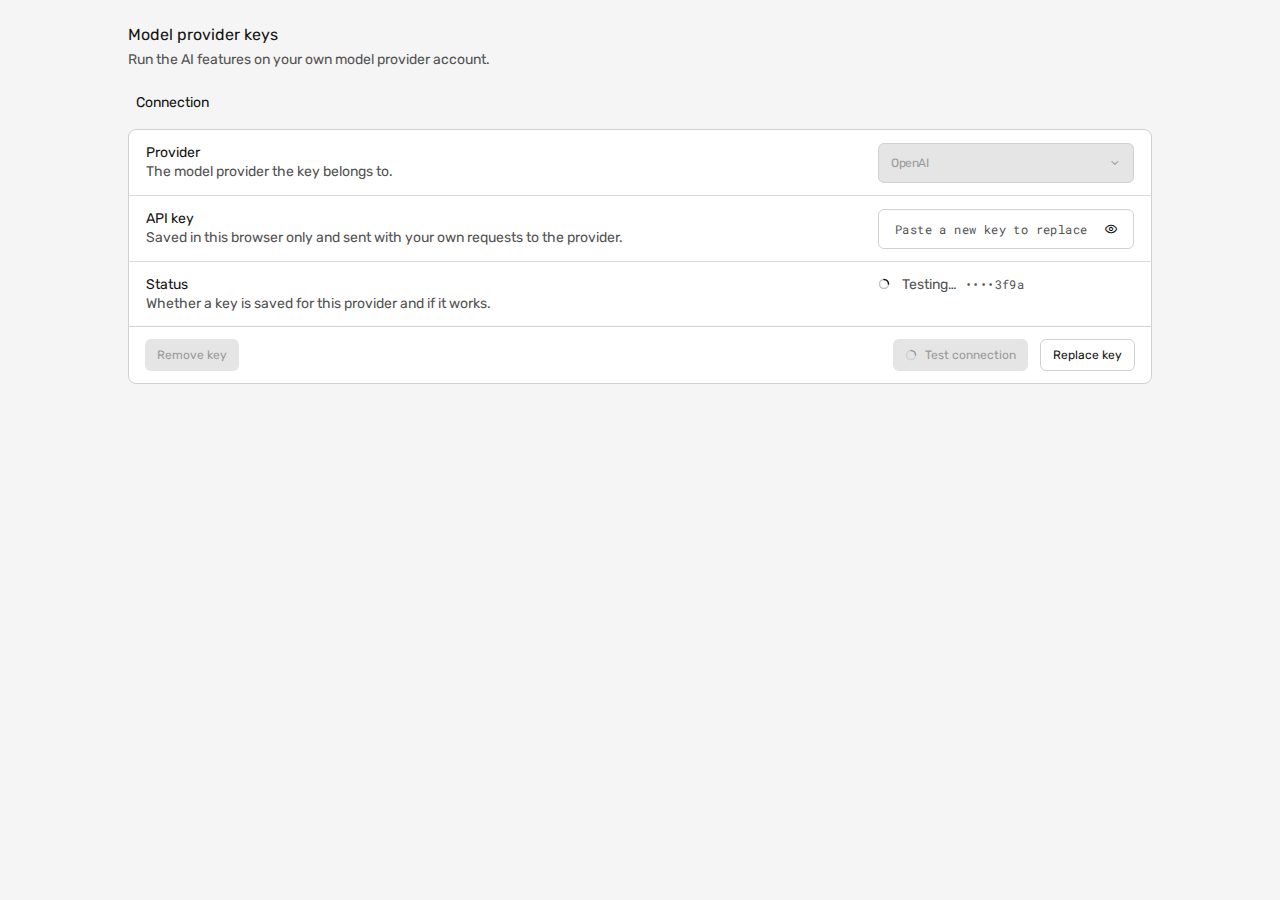 Model provider keys
Run the AI features on your own model provider account.
Connection
Provider
The model provider the key belongs to.
OpenAI
API key
Saved in this browser only and sent with your own requests to the provider.
Paste a new key to replace
Status
Whether a key is saved for this provider and if it works.
Testing… ••••3f9a
Remove key
Test connection
Replace key